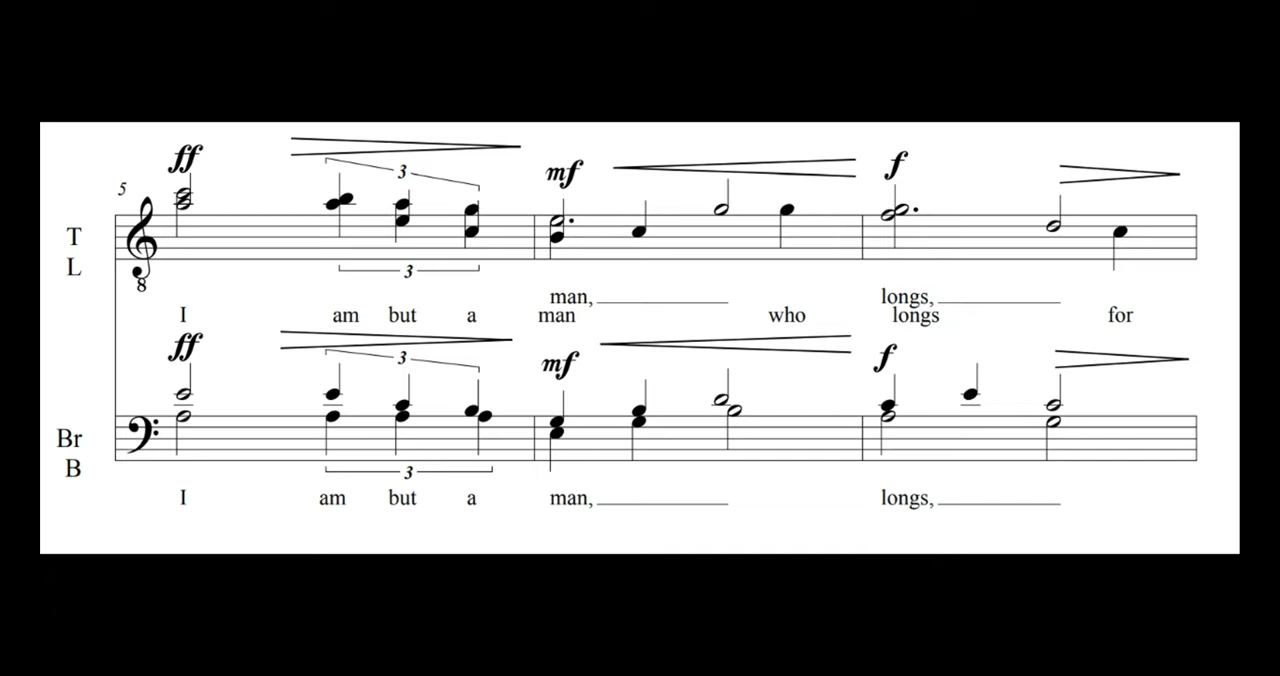 ff
3
5
mf
f
T
L
8
3
man, longs,
I am but a man who longs for
ff
3
mf
f
Br
B
3
I am but a man, longs,